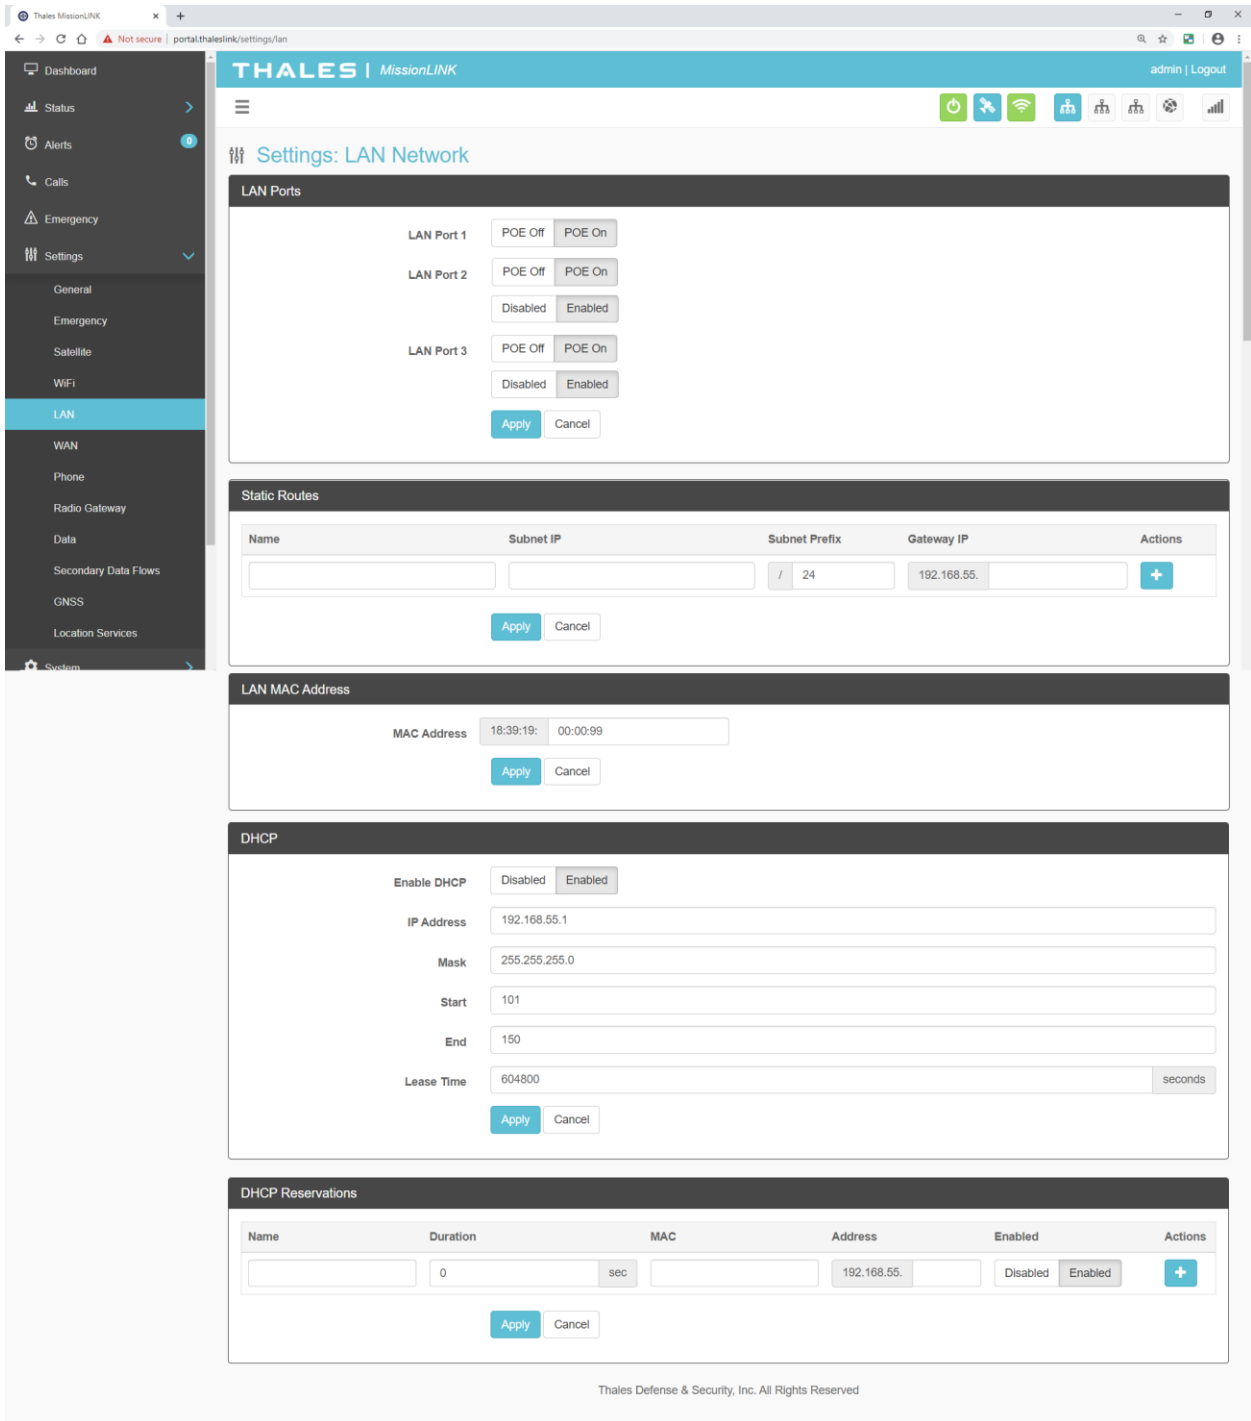 Thales MissionLINK
Not secure | portal.thaleslink/settings/lan
Dashboard
Status
Alerts 0
Calls
Emergency
Settings
General
Emergency
Satellite
WiFi
LAN
WAN
Phone
Radio Gateway
Data
Secondary Data Flows
GNSS
Location Services
System
THALES | MissionLINK admin | Logout
Settings: LAN Network
LAN Ports
LAN Port 1 POE Off POE On
LAN Port 2 POE Off POE On
Disabled Enabled
LAN Port 3 POE Off POE On
Disabled Enabled
Apply Cancel
Static Routes
Name Subnet IP Subnet Prefix Gateway IP Actions
/ 24 192.168.55. +
Apply Cancel
LAN MAC Address
MAC Address 18:39:19: 00:00:99
Apply Cancel
DHCP
Enable DHCP Disabled Enabled
IP Address 192.168.55.1
Mask 255.255.255.0
Start 101
End 150
Lease Time 604800 seconds
Apply Cancel
DHCP Reservations
Name Duration MAC Address Enabled Actions
0 sec 192.168.55. Disabled Enabled +
Apply Cancel
Thales Defense & Security, Inc. All Rights Reserved